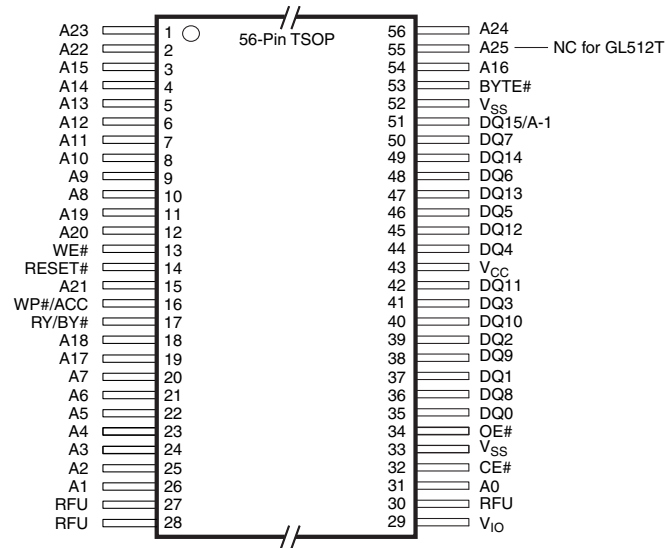 56-Pin TSOP
A23 1 56 A24
A22 2 55 A25 NC for GL512T
A15 3 54 A16
A14 4 53 BYTE#
A13 5 52 VSS
A12 6 51 DQ15/A-1
A11 7 50 DQ7
A10 8 49 DQ14
A9 9 48 DQ6
A8 10 47 DQ13
A19 11 46 DQ5
A20 12 45 DQ12
WE# 13 44 DQ4
RESET# 14 43 VCC
A21 15 42 DQ11
WP#/ACC 16 41 DQ3
RY/BY# 17 40 DQ10
A18 18 39 DQ2
A17 19 38 DQ9
A7 20 37 DQ1
A6 21 36 DQ8
A5 22 35 DQ0
A4 23 34 OE#
A3 24 33 VSS
A2 25 32 CE#
A1 26 31 A0
RFU 27 30 RFU
RFU 28 29 VIO